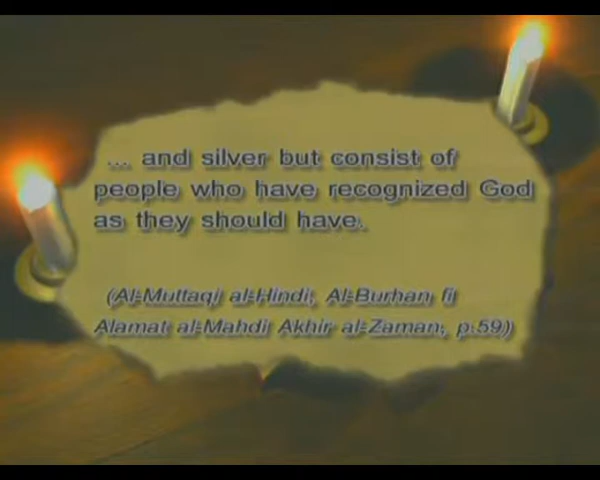 ... and silver but consist of
people who have recognized God
as they should have.
(Al-Muttaqi al-Hindi, Al-Burhan fi
Alamat al-Mahdi Akhir al-Zaman, p.59))